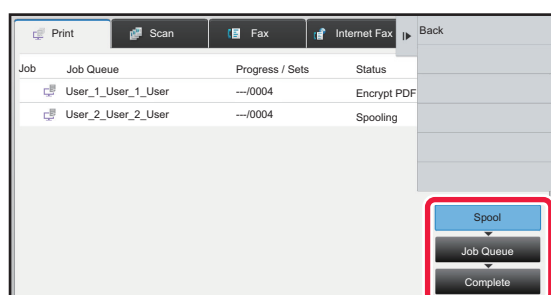 Print Scan Fax Internet Fax Back
Job Job Queue Progress / Sets Status
User_1_User_1_User ---/0004 Encrypt PDF
User_2_User_2_User ---/0004 Spooling
Spool
Job Queue
Complete